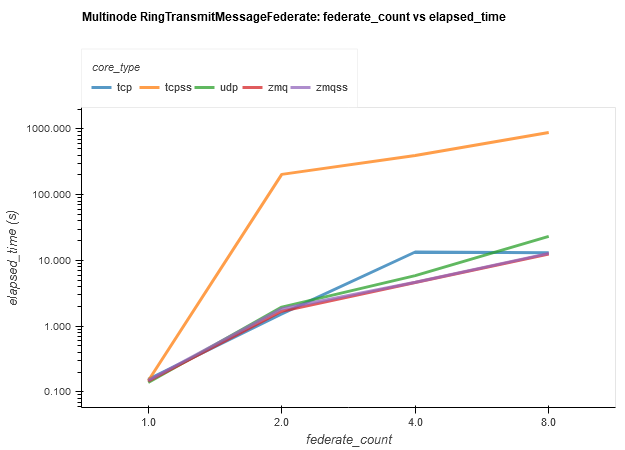 Multinode RingTransmitMessageFederate: federate_count vs elapsed_time
core_type
tcp tcpss udp zmq zmqss
elapsed_time (s)
1000.000
100.000
10.000
1.000
0.100
1.0 2.0 4.0 8.0
federate_count